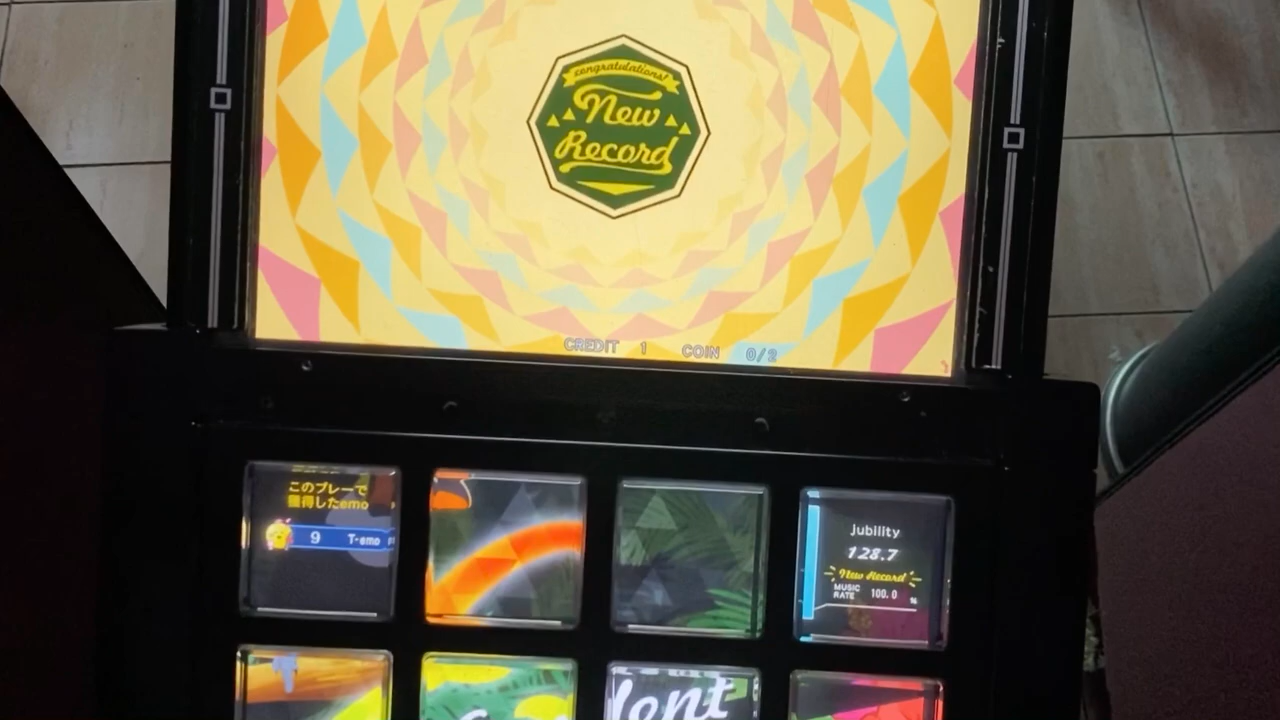 congratulations!
New
Record
CREDIT 1 COIN 0/2
このプレーで
獲得したemo
9 T-emo
Jubility
128.7
New Record
MUSIC
RATE 100.0 %
lent